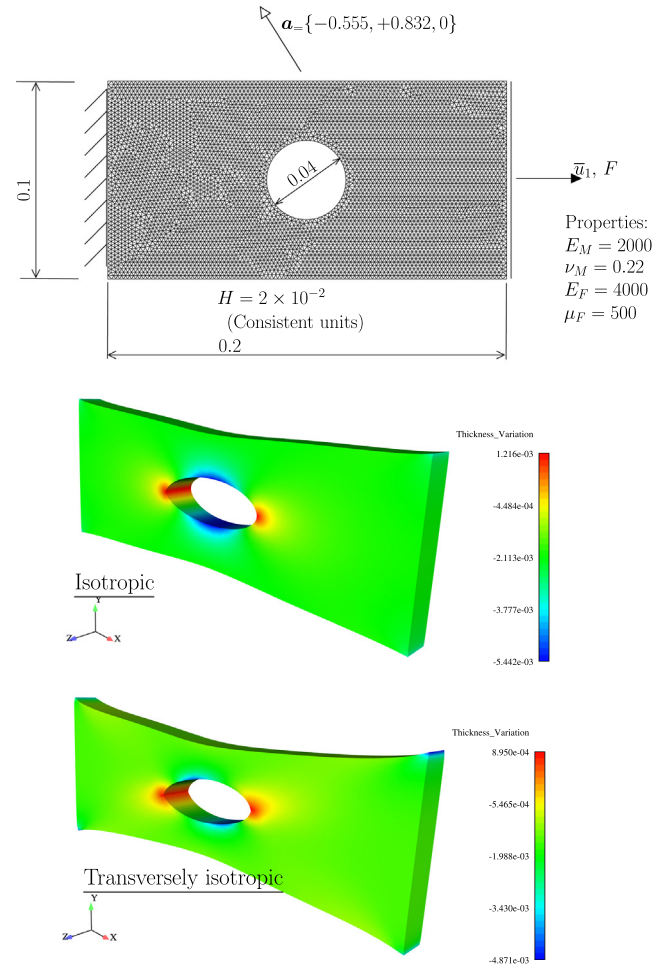 a={−0.555, +0.832, 0}
0.1
0.04
u̅₁, F
Properties:
E_M = 2000
ν_M = 0.22
E_F = 4000
μ_F = 500
H = 2 × 10⁻²
(Consistent units)
0.2
Thickness_Variation
1.216e-03
-4.484e-04
-2.113e-03
-3.777e-03
-5.442e-03
Isotropic
Y
Z
X
Thickness_Variation
8.950e-04
-5.465e-04
-1.988e-03
-3.430e-03
-4.871e-03
Transversely isotropic
Y
Z
X